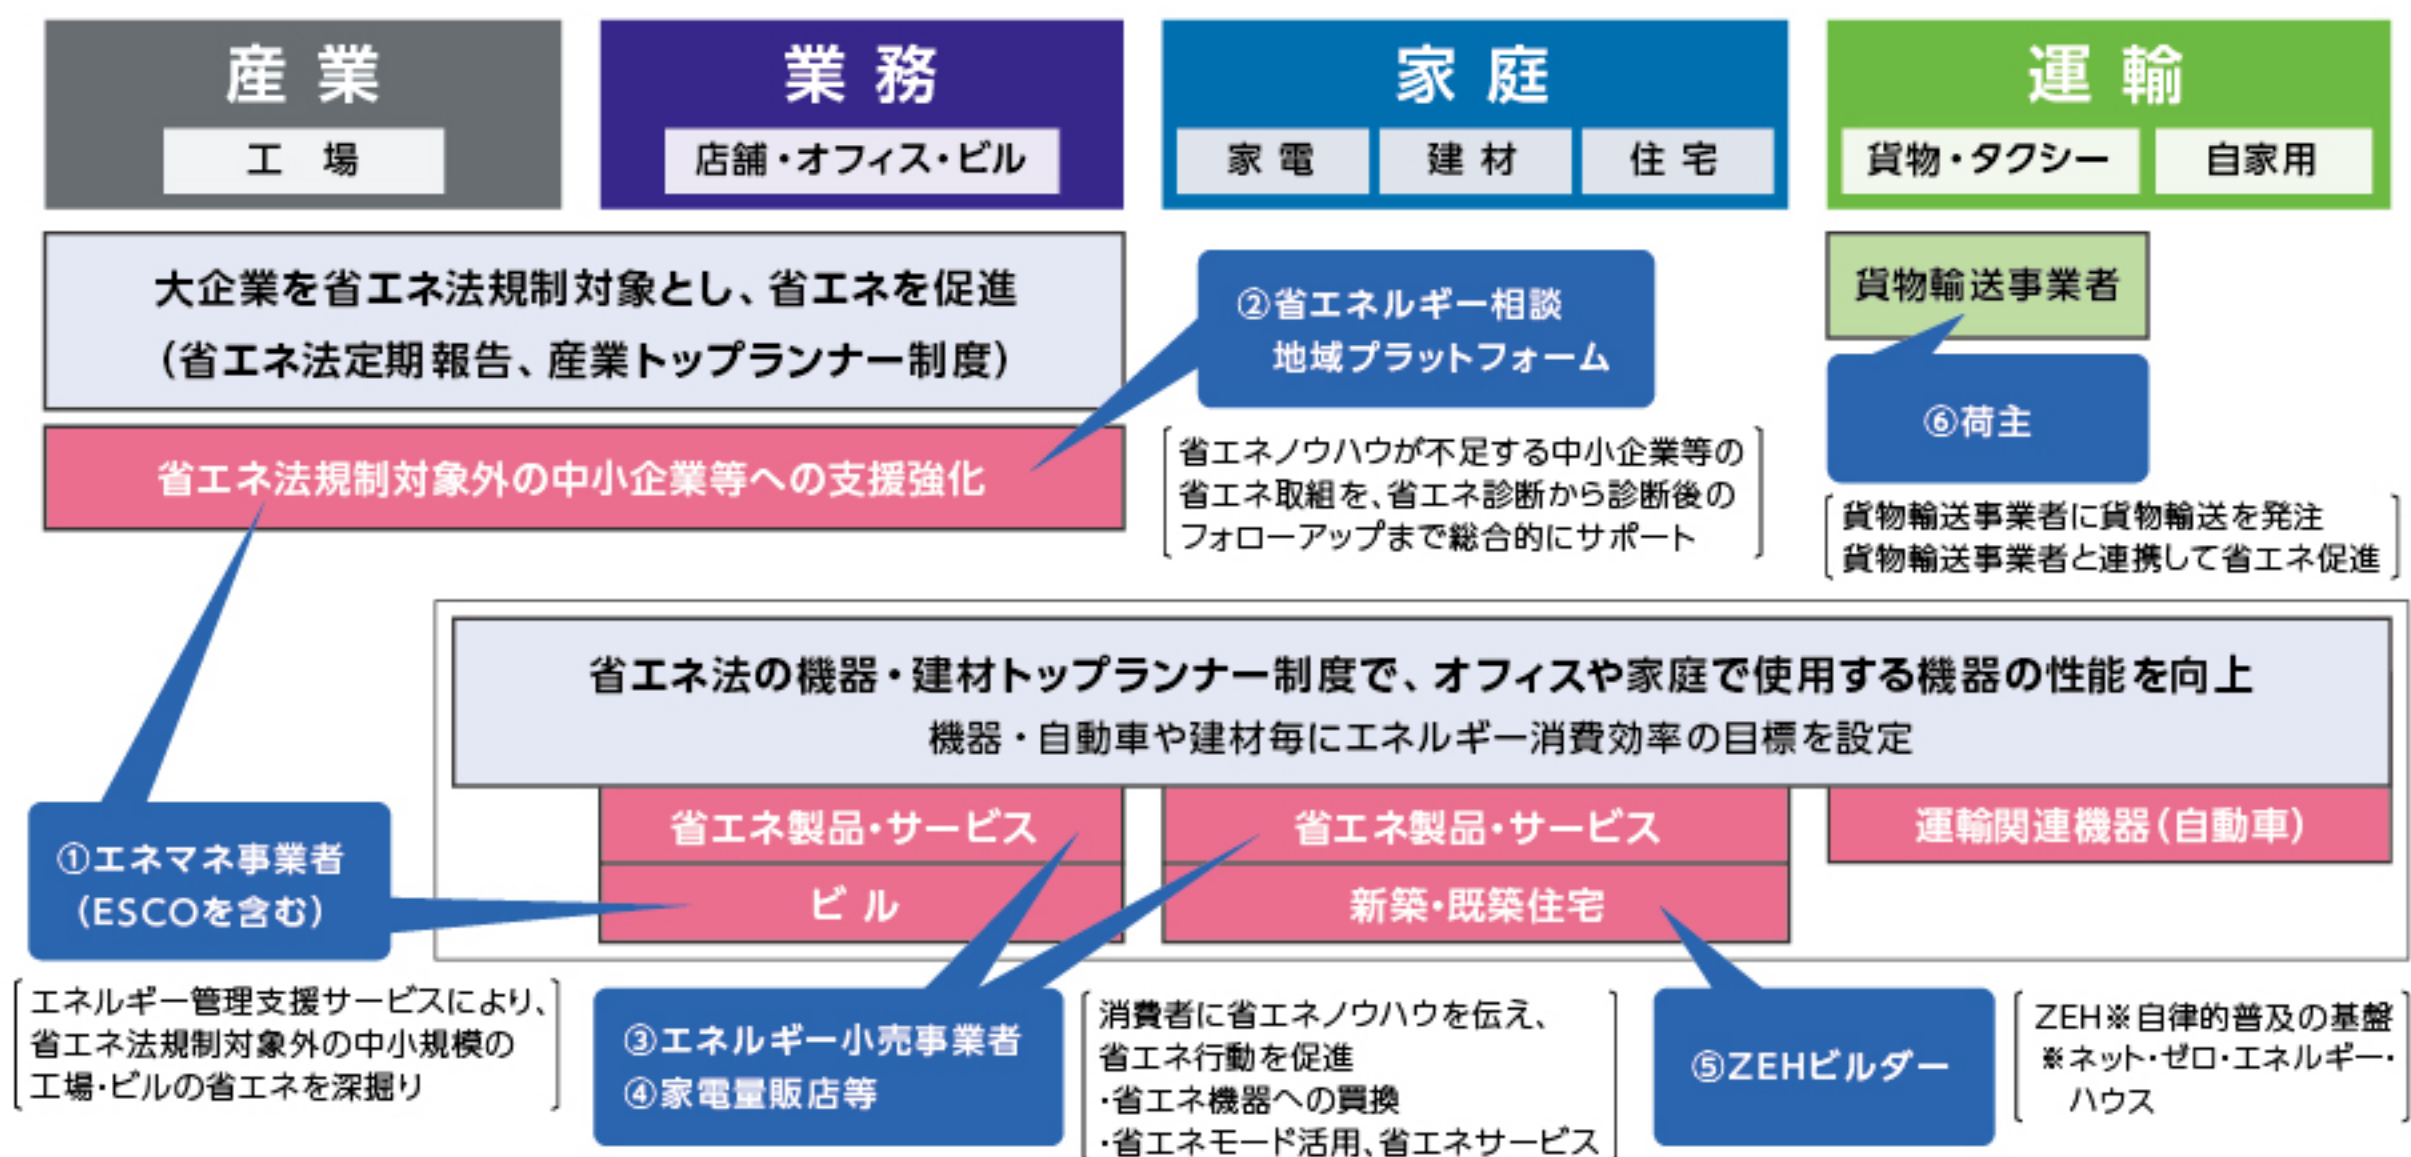 産業
工場
業務
店舗・オフィス・ビル
家庭
家電
建材
住宅
運輸
貨物・タクシー
自家用
大企業を省エネ法規制対象とし、省エネを促進
(省エネ法定期報告、産業トップランナー制度)
省エネ法規制対象外の中小企業等への支援強化
②省エネルギー相談
地域プラットフォーム
省エネノウハウが不足する中小企業等の
省エネ取組を、省エネ診断から診断後の
フォローアップまで総合的にサポート
貨物輸送事業者
⑥荷主
貨物輸送事業者に貨物輸送を発注
貨物輸送事業者と連携して省エネ促進
省エネ法の機器・建材トップランナー制度で、オフィスや家庭で使用する機器の性能を向上
機器・自動車や建材毎にエネルギー消費効率の目標を設定
省エネ製品・サービス
ビル
省エネ製品・サービス
新築・既築住宅
運輸関連機器(自動車)
①エネマネ事業者
(ESCOを含む)
エネルギー管理支援サービスにより、
省エネ法規制対象外の中小規模の
工場・ビルの省エネを深掘り
③エネルギー小売事業者
④家電量販店等
消費者に省エネノウハウを伝え、
省エネ行動を促進
・省エネ機器への買換
・省エネモード活用、省エネサービス
⑤ZEHビルダー
ZEH※自律的普及の基盤
※ネット・ゼロ・エネルギー・
ハウス